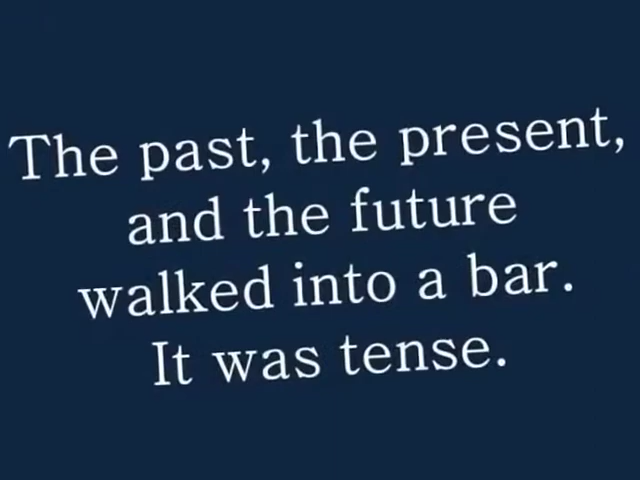 The past, the present,
and the future
walked into a bar.
It was tense.